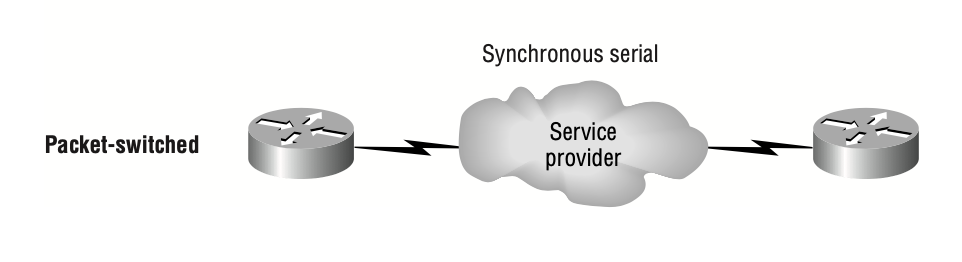 Synchronous serial
Packet-switched
Service
provider